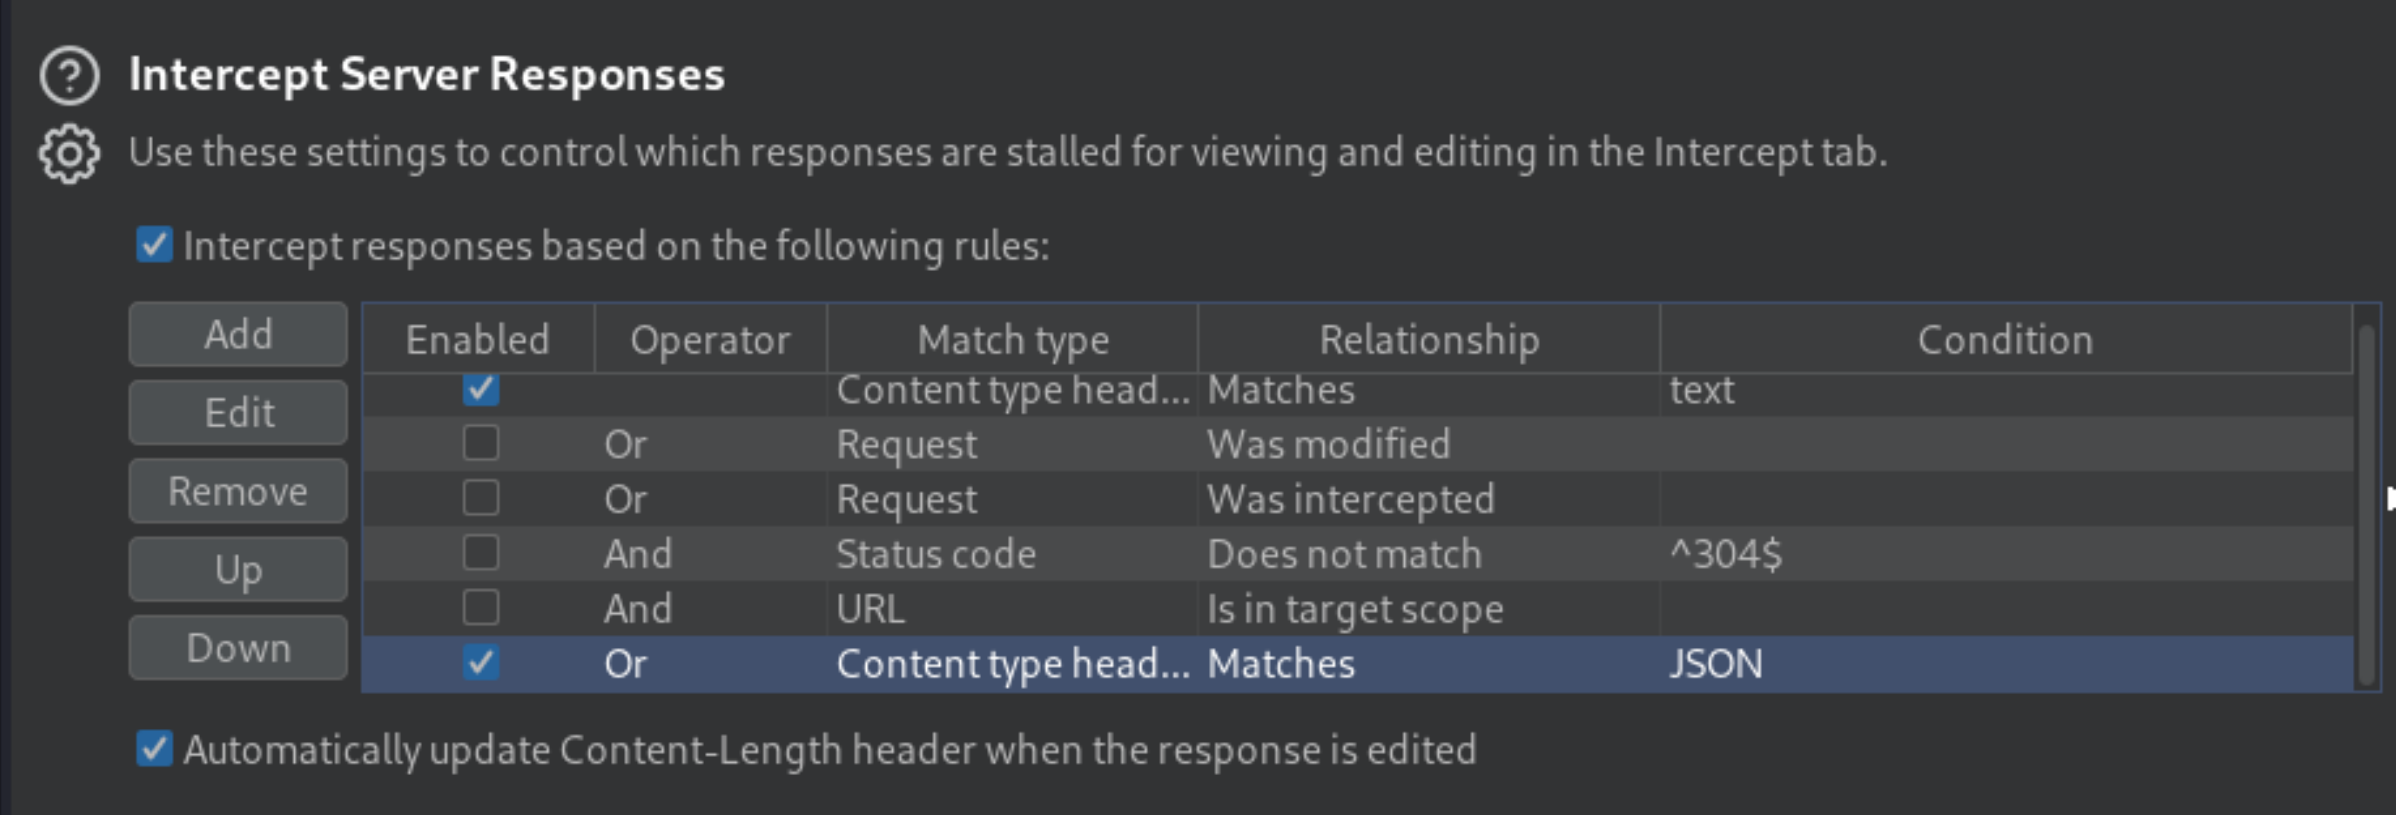 Intercept Server Responses
Use these settings to control which responses are stalled for viewing and editing in the Intercept tab.
Intercept responses based on the following rules:
Add
Edit
Remove
Up
Down
Enabled Operator Match type Relationship Condition
Content type head... Matches text
Or Request Was modified
Or Request Was intercepted
And Status code Does not match ^304$
And URL Is in target scope
Or Content type head... Matches JSON
Automatically update Content-Length header when the response is edited